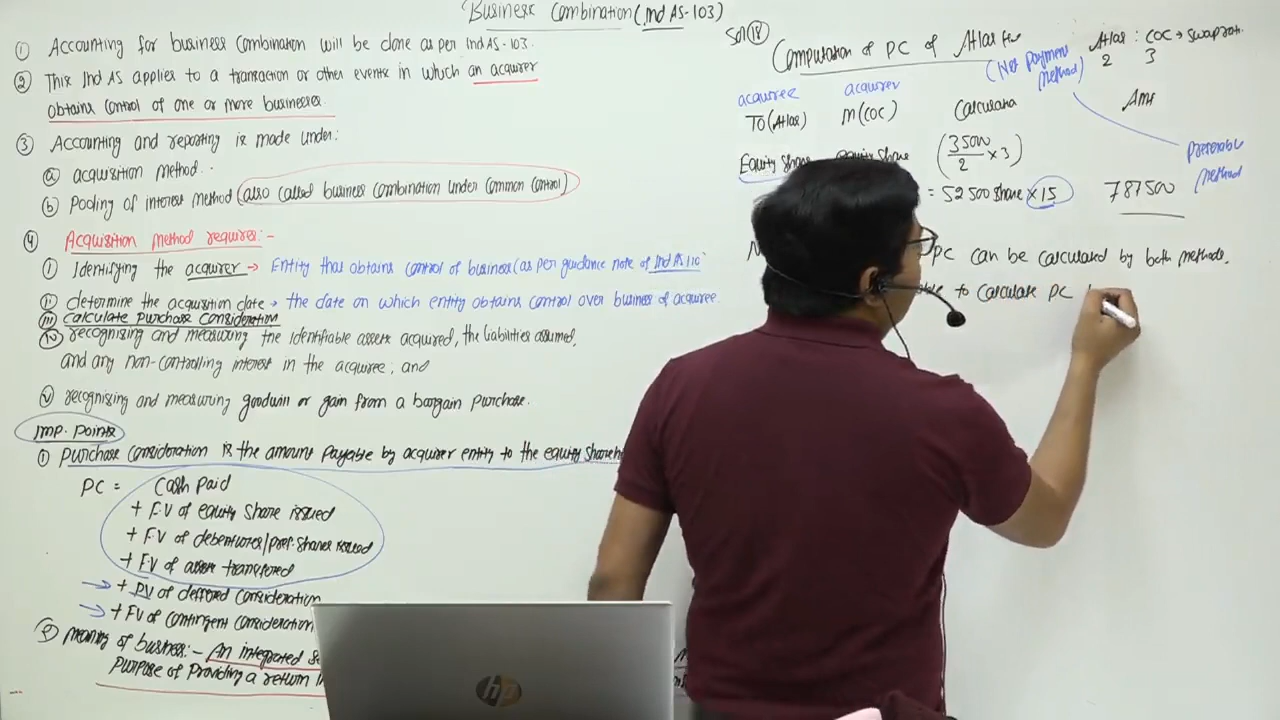 Business Combination (Ind AS-103)
① Accounting for business combination will be done as per Ind AS-103.
② This Ind AS applies to a transaction or other events in which an acquirer
obtains control of one or more businesses.
③ Accounting and reporting is made under:
ⓐ acquisition method.
ⓑ Pooling of interest method (also called business combination under common control)
④ Acquisition method requires:-
ⓘ Identifying the acquirer → Entity that obtains control of business (as per guidance note of Ind AS 110
ⅱ determine the acquisition date → the date on which entity obtains control over business of acquiree.
ⅲ Calculate purchase consideration
ⅳ recognising and measuring the identifiable assets acquired, the liabilities assumed,
and any non-controlling interest in the acquiree; and
ⅴ recognising and measuring goodwill or gain from a bargain purchase.
Imp. Points
① Purchase consideration is the amount payable by acquirer entity to the equity
PC = Cash Paid
+ F.V of equity share issued
+ F.V of debentures/pref. shares issued
+ F.V of assets transferred
→ + PV of deffered consideration
→ + FV of contingent consideration
② Meaning of business:- An integrated
Purpose of Providing a return
Soln ⑱
Computation of PC of Atlas
(Net Payment Method)
Atlas : COC → swap
2 3
acquiree acquirer
TO (Atlas) M (COC) Calculation Amt
Equity Share equity share (35000/2 × 3)
= 52500 share × 15 787500
Preferable method
PC can be calculated by both methods.
to calculate PC
hp